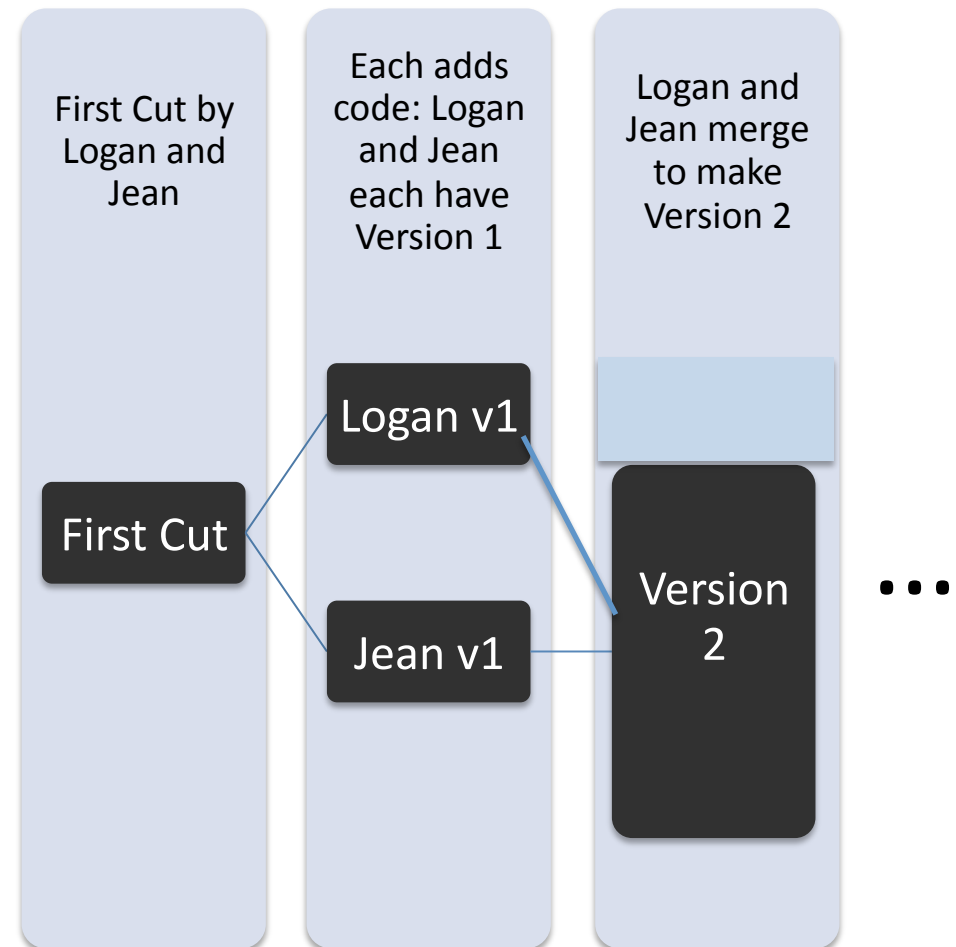 First Cut by
Logan and
Jean
Each adds
code: Logan
and Jean
each have
Version 1
Logan and
Jean merge
to make
Version 2
First Cut
Logan v1
Jean v1
Version
2
...